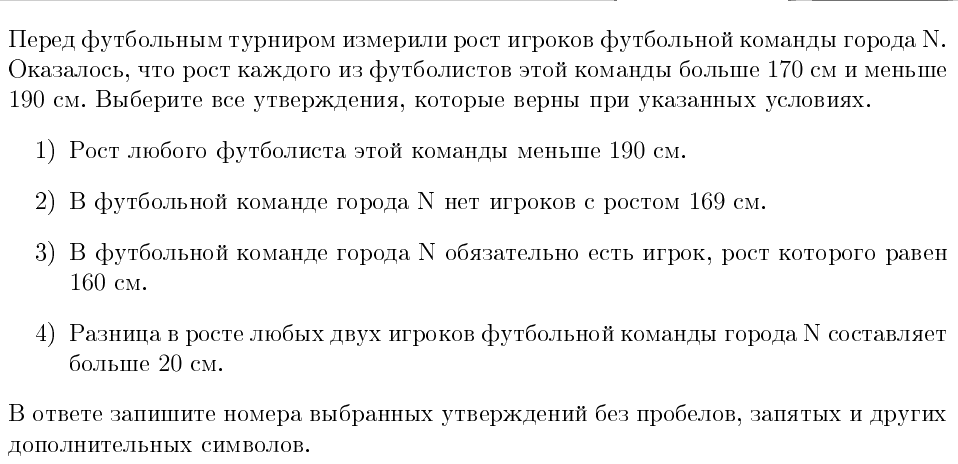 Перед футбольным турниром измерили рост игроков футбольной команды города N.
Оказалось, что рост каждого из футболистов этой команды больше 170 см и меньше
190 см. Выберите все утверждения, которые верны при указанных условиях.
1) Рост любого футболиста этой команды меньше 190 см.
2) В футбольной команде города N нет игроков с ростом 169 см.
3) В футбольной команде города N обязательно есть игрок, рост которого равен
160 см.
4) Разница в росте любых двух игроков футбольной команды города N составляет
больше 20 см.
В ответе запишите номера выбранных утверждений без пробелов, запятых и других
дополнительных символов.